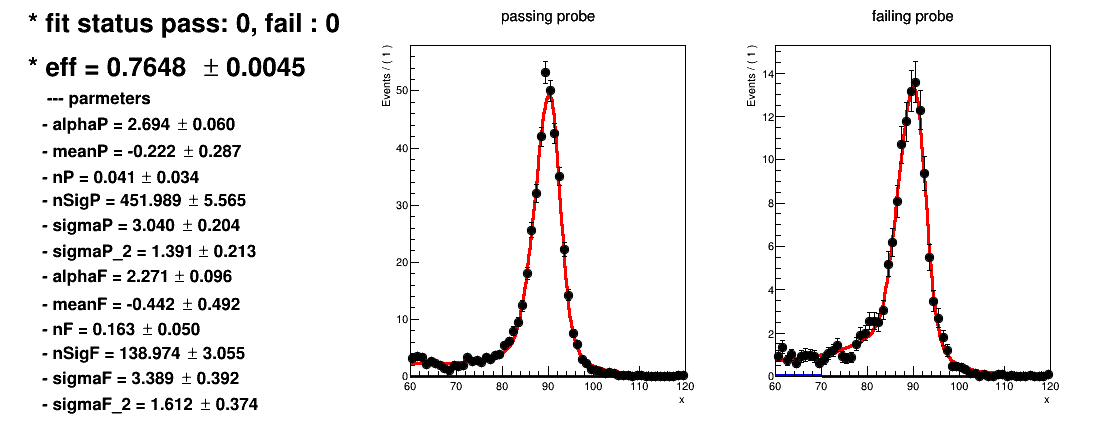 * fit status pass: 0, fail : 0
* eff = 0.7648 ± 0.0045
--- parmeters
- alphaP = 2.694 ± 0.060
- meanP = -0.222 ± 0.287
- nP = 0.041 ± 0.034
- nSigP = 451.989 ± 5.565
- sigmaP = 3.040 ± 0.204
- sigmaP_2 = 1.391 ± 0.213
- alphaF = 2.271 ± 0.096
- meanF = -0.442 ± 0.492
- nF = 0.163 ± 0.050
- nSigF = 138.974 ± 3.055
- sigmaF = 3.389 ± 0.392
- sigmaF_2 = 1.612 ± 0.374
passing probe
Events / ( 1 )
50
40
30
20
10
0
60 70 80 90 100 110 120
x
failing probe
Events / ( 1 )
14
12
10
8
6
4
2
0
60 70 80 90 100 110 120
x